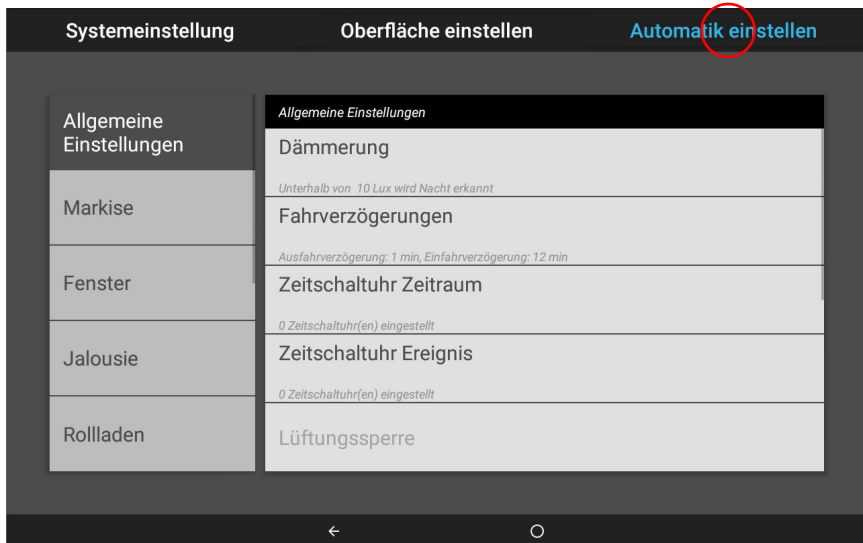 Systemeinstellung Oberfläche einstellen Automatik einstellen
Allgemeine
Einstellungen
Markise
Fenster
Jalousie
Rollladen
Allgemeine Einstellungen
Dämmerung
Unterhalb von 10 Lux wird Nacht erkannt
Fahrverzögerungen
Ausfahrverzögerung: 1 min, Einfahrverzögerung: 12 min
Zeitschaltuhr Zeitraum
0 Zeitschaltuhr(en) eingestellt
Zeitschaltuhr Ereignis
0 Zeitschaltuhr(en) eingestellt
Lüftungssperre